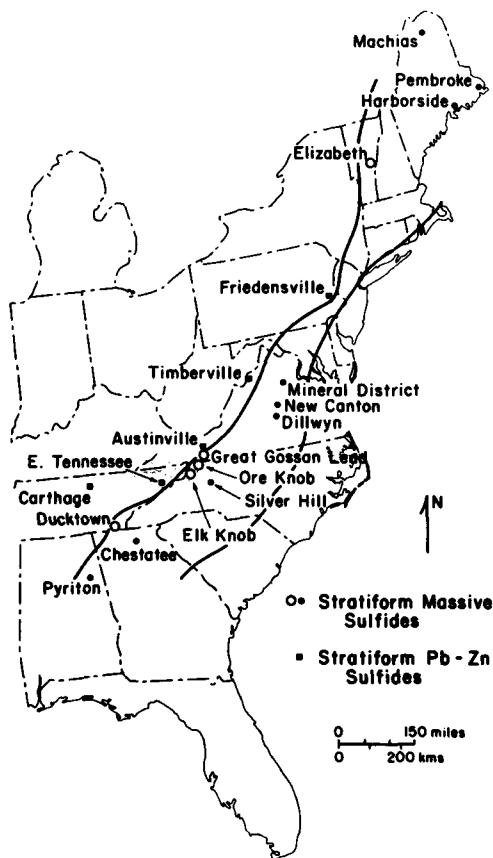 Machias
Pembroke
Harborside
Elizabeth
Friedensville
Timberville
Mineral District
New Canton
Dillwyn
Austinville
Great Gossan Lead
E. Tennessee
Ore Knob
Carthage
Silver Hill
Ducktown
Elk Knob
Chestatee
Pyriton
N
Stratiform Massive
Sulfides
Stratiform Pb-Zn
Sulfides
0 150 miles
0 200 kms